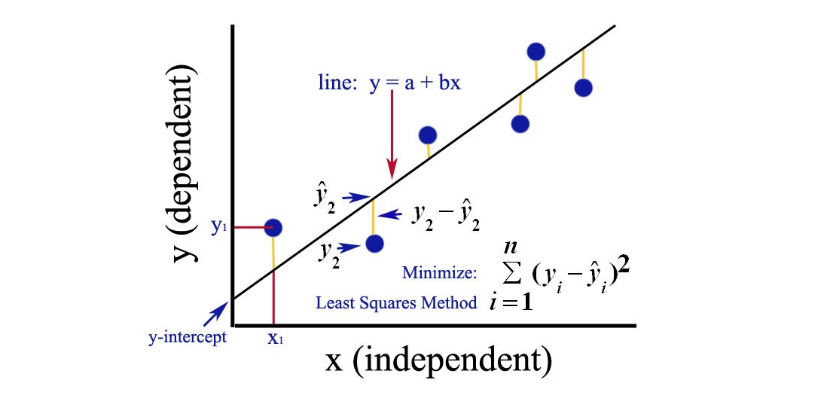 y (dependent)
line: y = a + bx
ŷ₂
y₂ − ŷ₂
y₁
y₂
n
Minimize: Σ (yᵢ − ŷᵢ)²
Least Squares Method i = 1
y-intercept
x₁
x (independent)